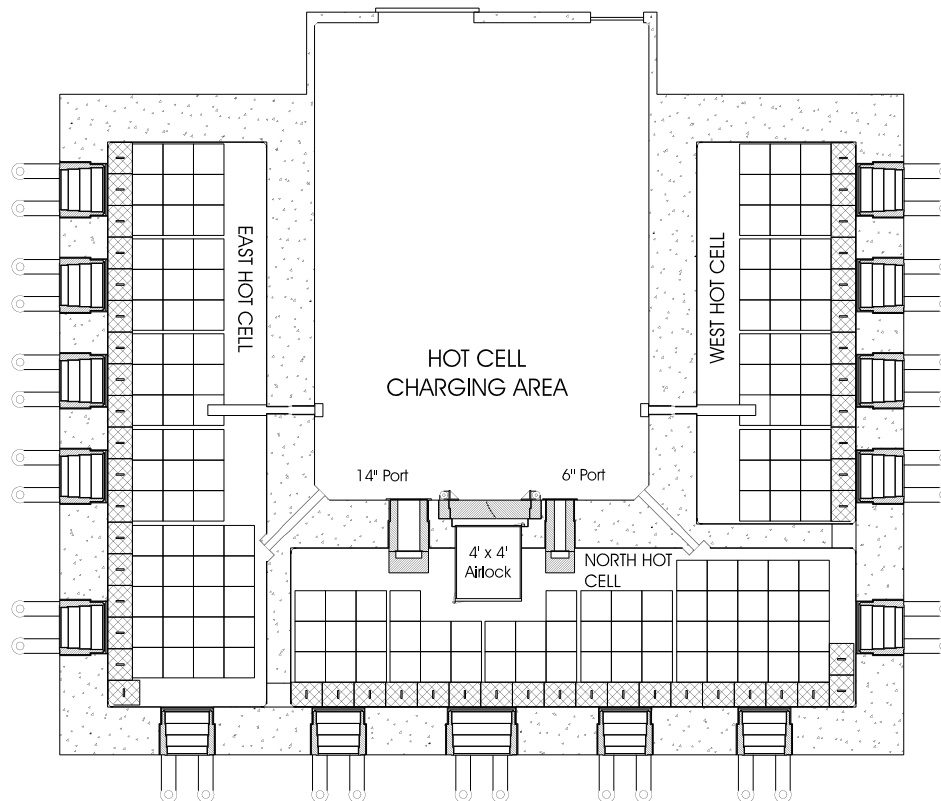 EAST HOT CELL
WEST HOT CELL
HOT CELL
CHARGING AREA
14" Port
6" Port
4' x 4'
Airlock
NORTH HOT
CELL